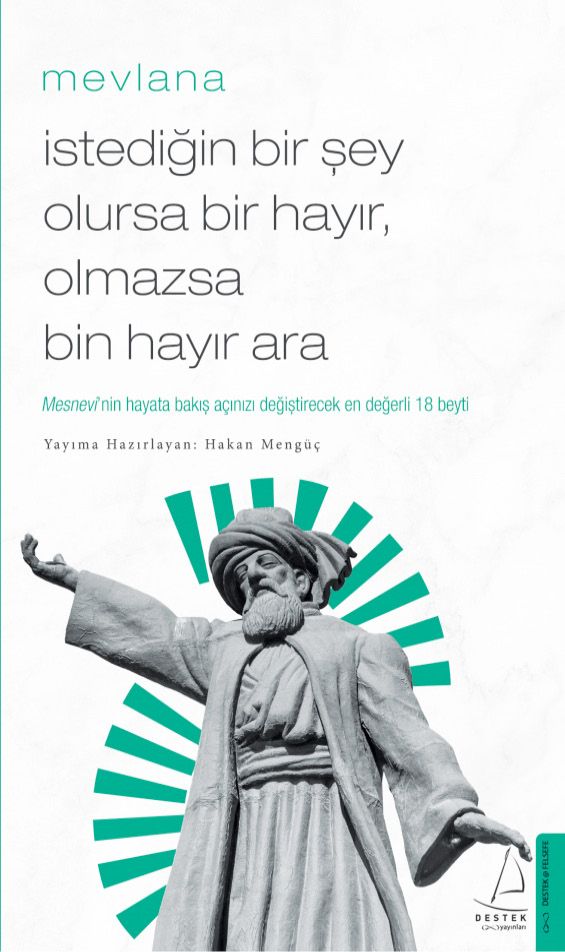 mevlana
istediğin bir şey
olursa bir hayır,
olmazsa
bin hayır ara
Mesnevi'nin hayata bakış açınızı değiştirecek en değerli 18 beyti
Yayıma Hazırlayan: Hakan Mengüç
DESTEK
yayınları
DESTEK @ FELSEFE